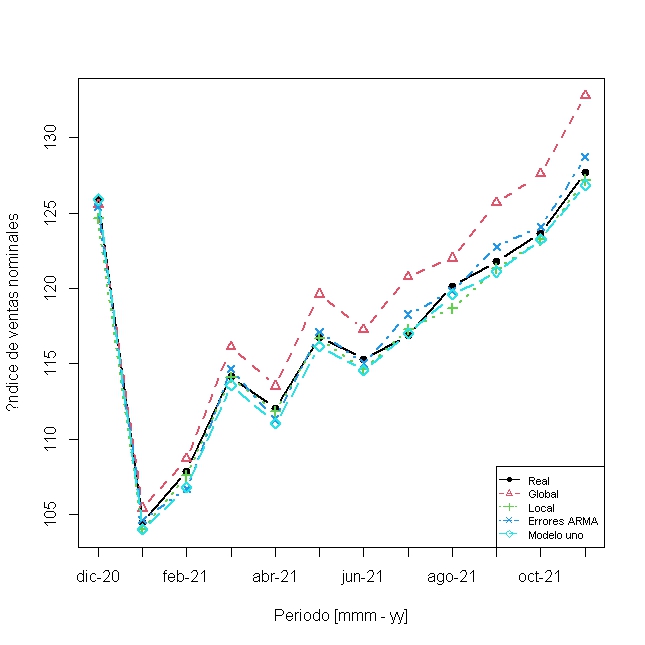 ?ndice de ventas nominales
130
125
120
115
110
105
Real
Global
Local
Errores ARMA
Modelo uno
dic-20 feb-21 abr-21 jun-21 ago-21 oct-21
Periodo [mmm - yy]